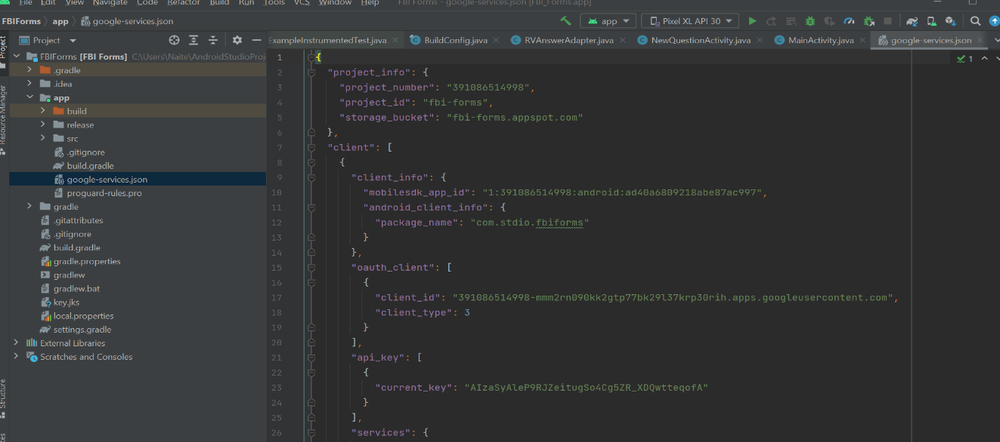 File Edit View Navigate Code Refactor Build Run Tools VCS Window Help FBI Forms - google-services.json [FBI_Forms.app]
FBIForms app google-services.json app Pixel XL API 30
Project ExampleInstrumentedTest.java BuildConfig.java RVAnswerAdapter.java NewQuestionActivity.java MainActivity.java google-services.json
Project
Resource Manager
Structure
FBIForms [FBI Forms] C:\Users\Naite\AndroidStudioProj
.gradle
.idea
app
build
release
src
.gitignore
build.gradle
google-services.json
proguard-rules.pro
gradle
.gitattributes
.gitignore
build.gradle
gradle.properties
gradlew
gradlew.bat
key.jks
local.properties
settings.gradle
External Libraries
Scratches and Consoles
1 {
2 "project_info": {
3 "project_number": "391086514998",
4 "project_id": "fbi-forms",
5 "storage_bucket": "fbi-forms.appspot.com"
6 },
7 "client": [
8 {
9 "client_info": {
10 "mobilesdk_app_id": "1:391086514998:android:ad40a6809218abe87ac997",
11 "android_client_info": {
12 "package_name": "com.stdio.fbiforms"
13 }
14 },
15 "oauth_client": [
16 {
17 "client_id": "391086514998-mmm2rn090kk2gtp77bk29l37krp30rih.apps.googleusercontent.com",
18 "client_type": 3
19 }
20 ],
21 "api_key": [
22 {
23 "current_key": "AIzaSyAleP9RJZeitugSo4Cg5ZR_XDQwtteqofA"
24 }
25 ],
26 "services": {
1